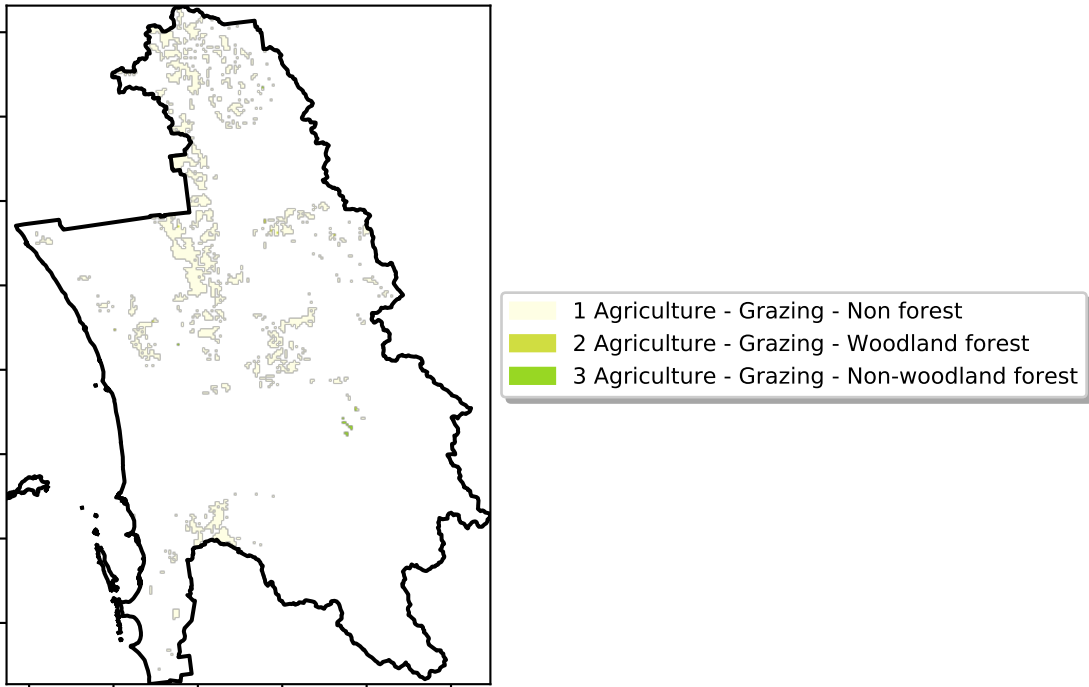 1 Agriculture - Grazing - Non forest
2 Agriculture - Grazing - Woodland forest
3 Agriculture - Grazing - Non-woodland forest